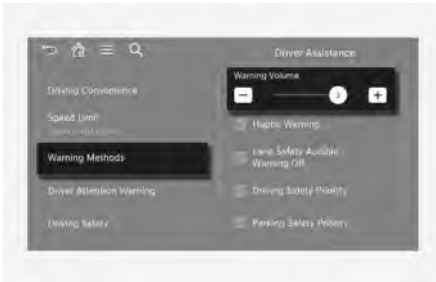 Driver Assistance
Driving Convenience
Speed Limit
Warning Methods
Driver Attention Warning
Driving Safety
Warning Volume
Haptic Warning
Lane Safety Audible
Warning Off
Driving Safety Priority
Parking Safety Priority